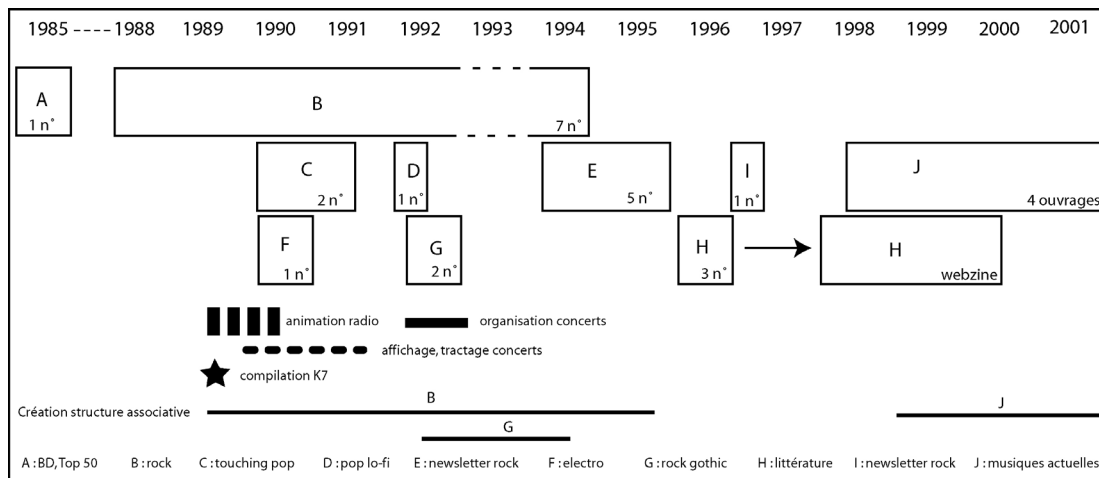 1985 ---- 1988 1989 1990 1991 1992 1993 1994 1995 1996 1997 1998 1999 2000 2001
A
1 n°
B
7 n°
C
2 n°
D
1 n°
E
5 n°
I
1 n°
J
4 ouvrages
F
1 n°
G
2 n°
H
3 n°
H
webzine
animation radio
organisation concerts
affichage, tractage concerts
compilation K7
Création structure associative
B
J
G
A : BD, Top 50 B : rock C : touching pop D : pop lo-fi E : newsletter rock F : electro G : rock gothic H : littérature I : newsletter rock J : musiques actuelles